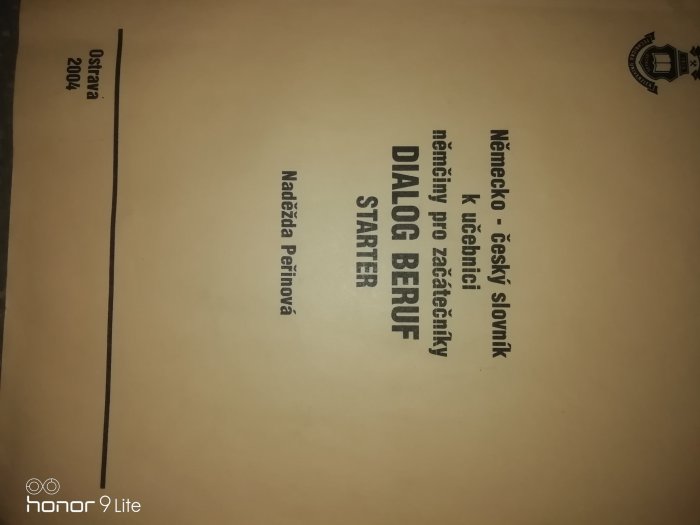 Německo - český slovník
k učebnici
němčiny pro začátečníky
DIALOG BERUF
STARTER
Naděžda Peřinová
Ostrava
2004
honor 9 Lite